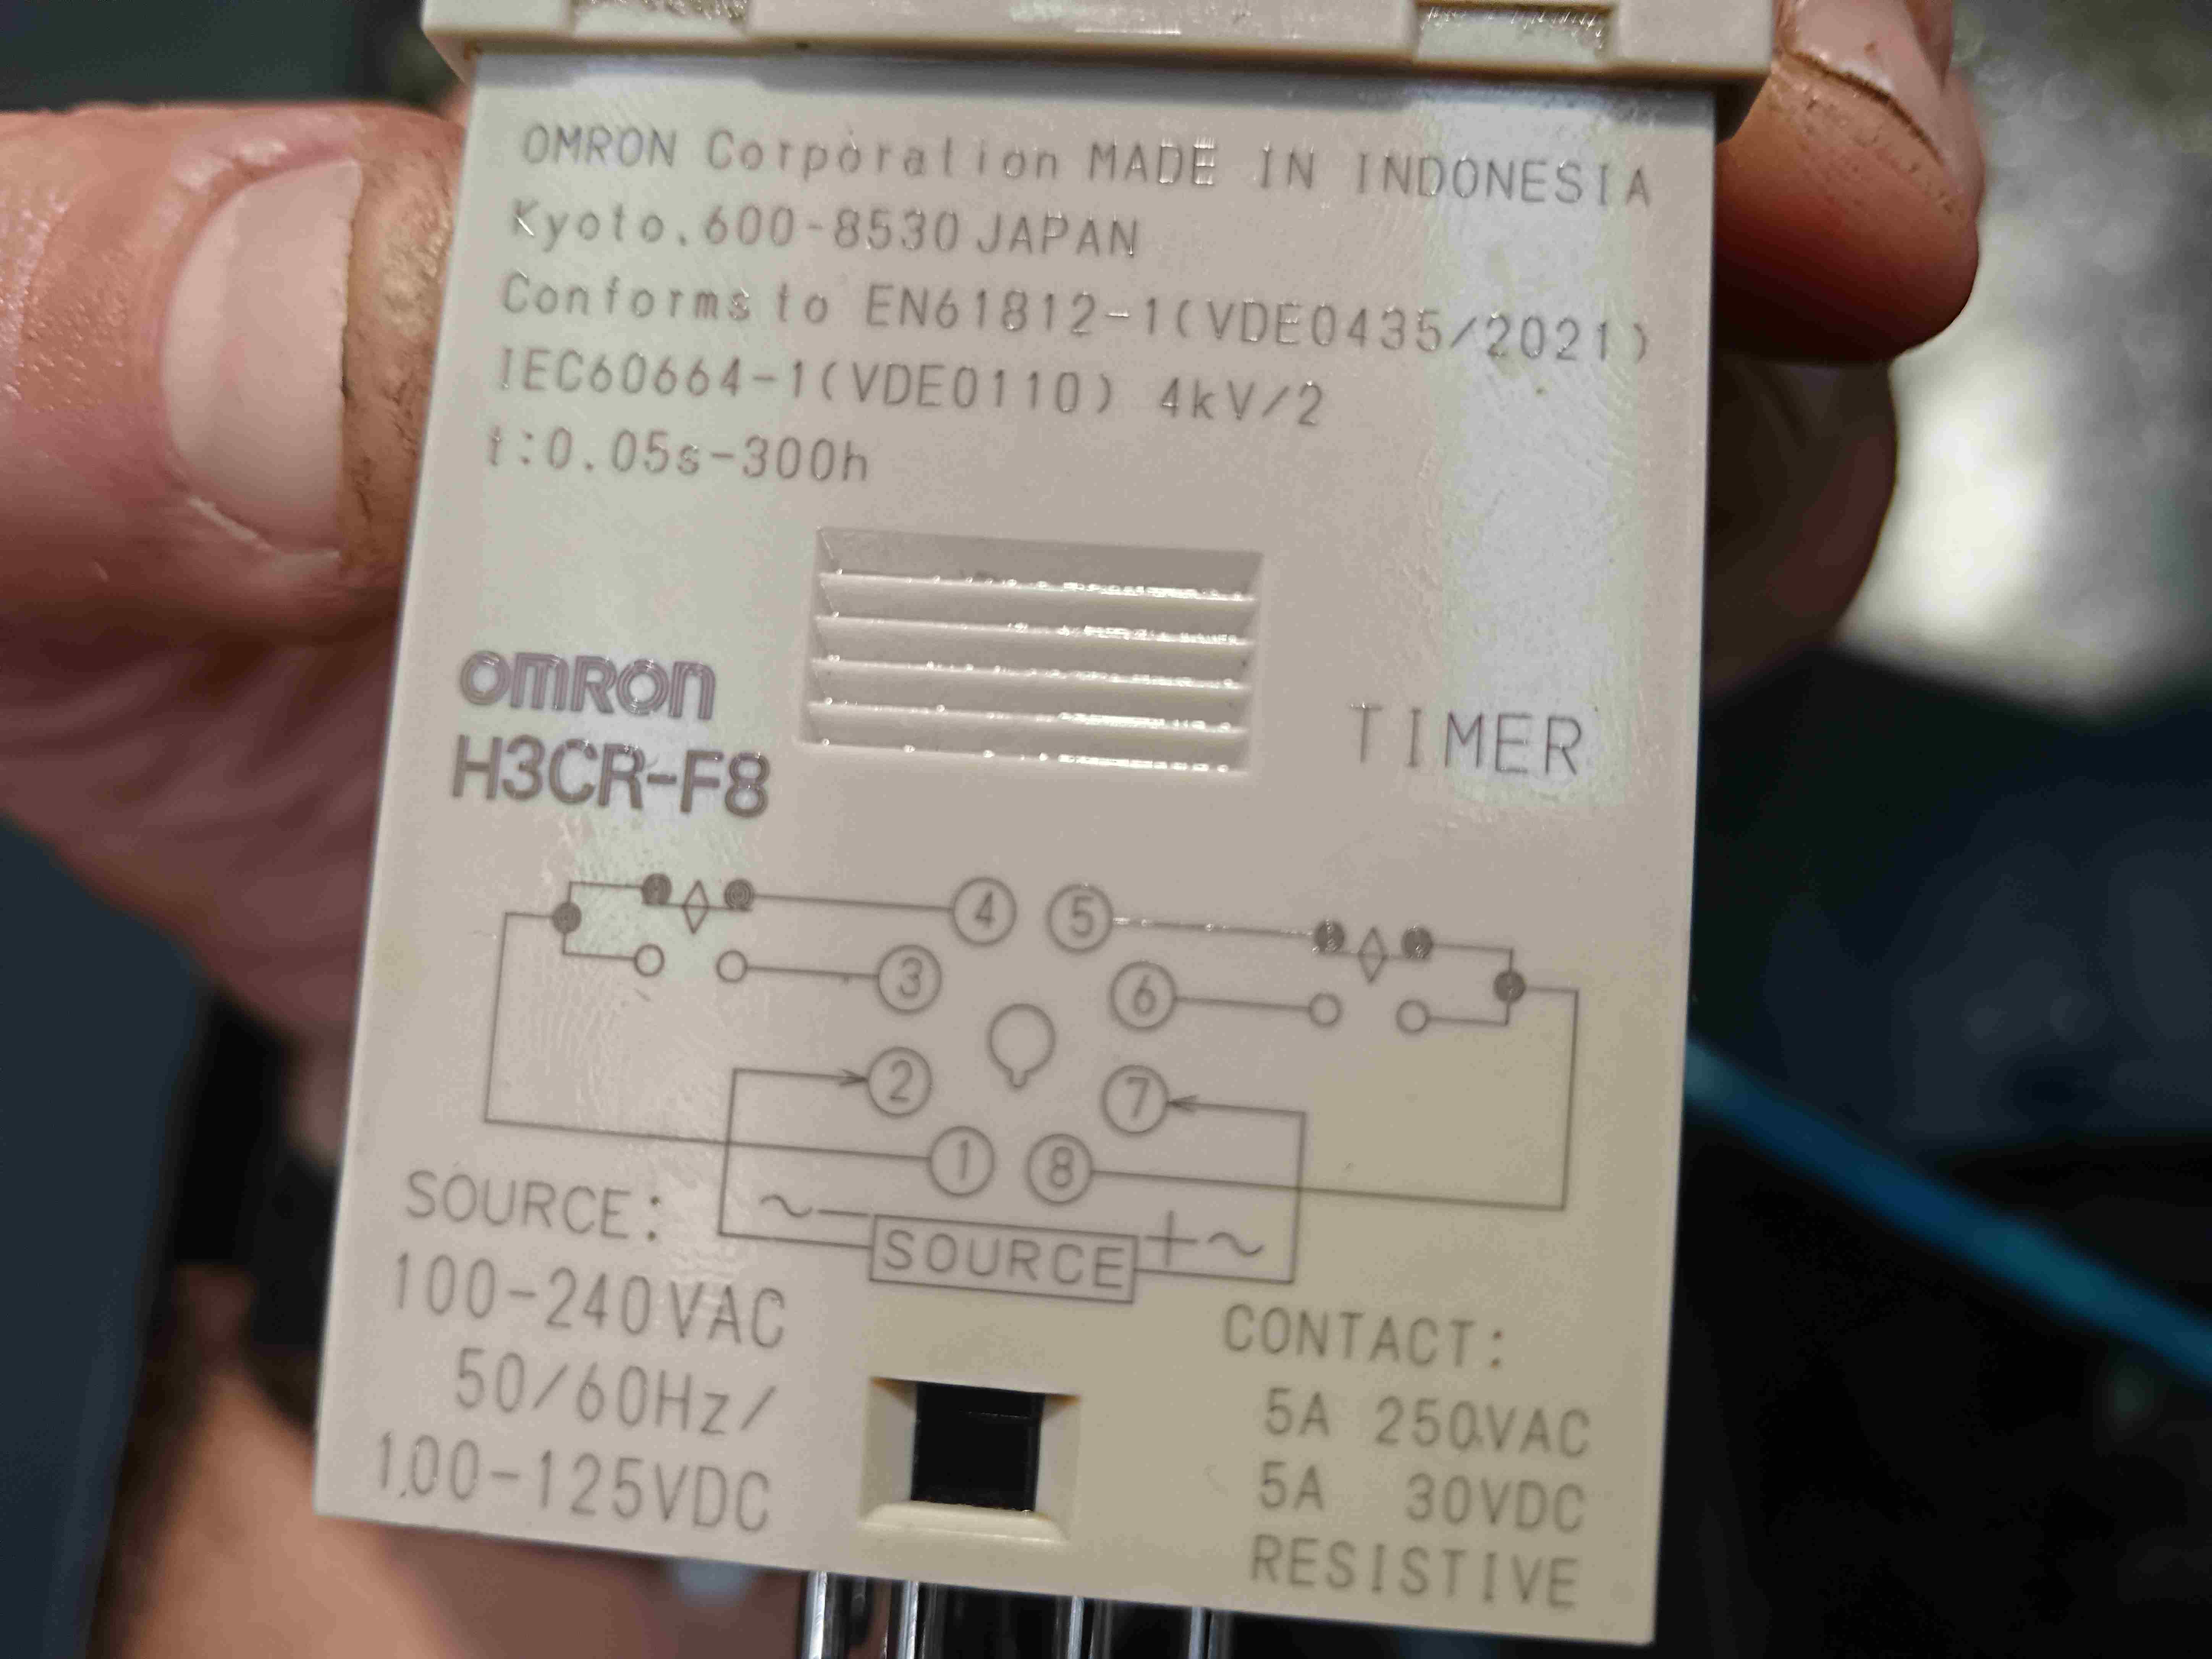 OMRON Corporation MADE IN INDONESIA
Kyoto,600-8530 JAPAN
Conforms to EN61812-1(VDE0435/2021)
IEC60664-1(VDE0110) 4kV/2
t:0.05s-300h
OMRON
H3CR-F8
TIMER
4 5
3 6
2 7
1 8
~− SOURCE +~
SOURCE:
100-240VAC
50/60Hz/
100-125VDC
CONTACT:
5A 250VAC
5A 30VDC
RESISTIVE